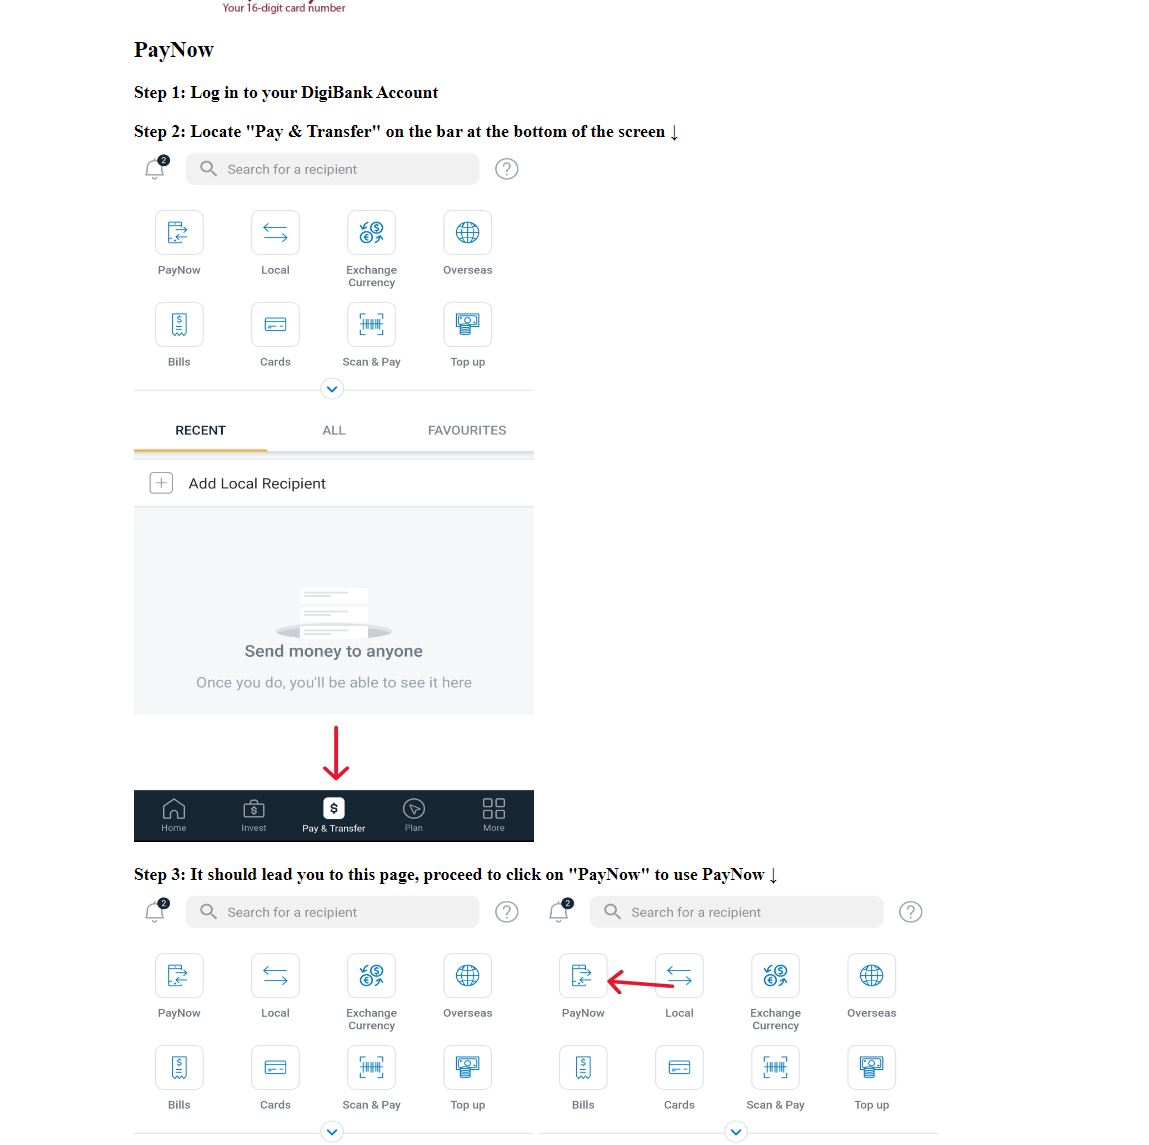 Your 16-digit card number
PayNow
Step 1: Log in to your DigiBank Account
Step 2: Locate "Pay & Transfer" on the bar at the bottom of the screen ↓
2
Search for a recipient
?
PayNow Local Exchange Currency Overseas
Bills Cards Scan & Pay Top up
RECENT ALL FAVOURITES
Add Local Recipient
Send money to anyone
Once you do, you'll be able to see it here
Home Invest Pay & Transfer Plan More
Step 3: It should lead you to this page, proceed to click on "PayNow" to use PayNow ↓
2 Search for a recipient ? 2 Search for a recipient ?
PayNow Local Exchange Currency Overseas PayNow Local Exchange Currency Overseas
Bills Cards Scan & Pay Top up Bills Cards Scan & Pay Top up